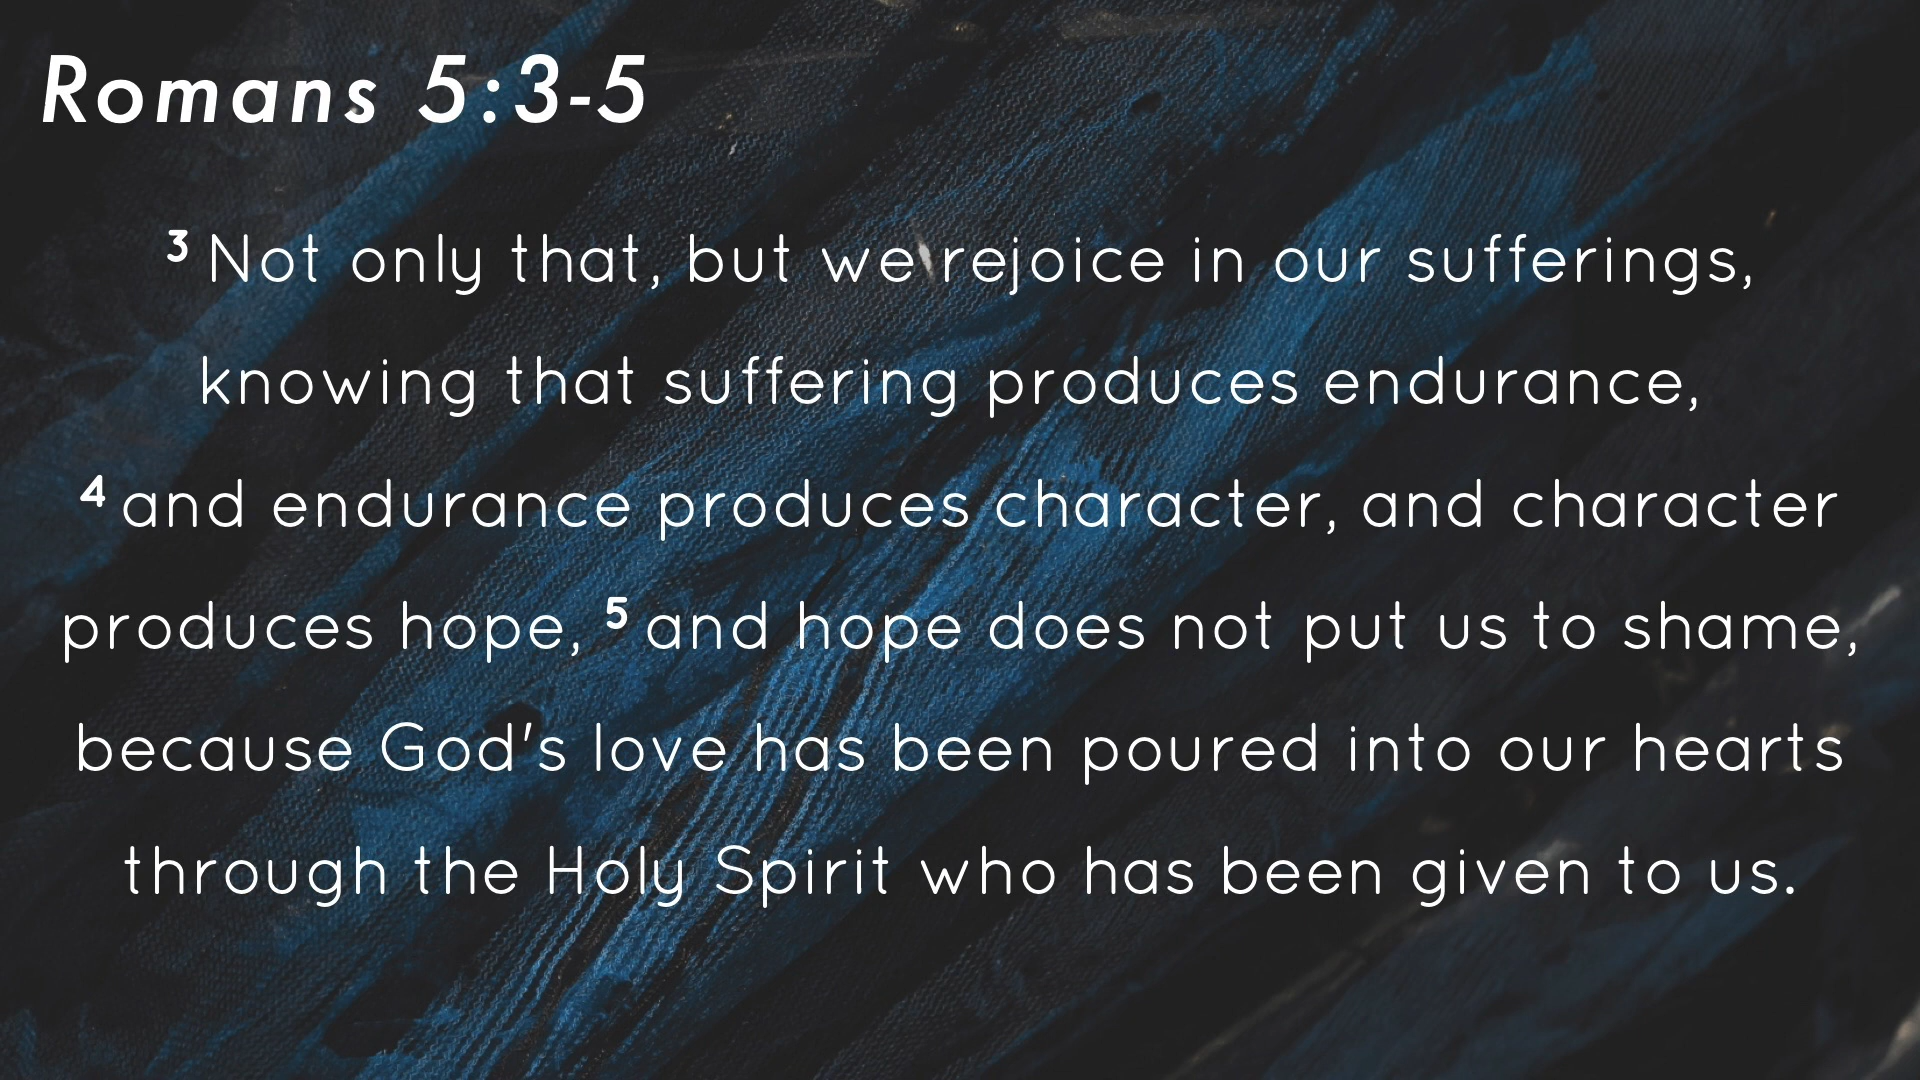 Romans 5:3-5
3 Not only that, but we rejoice in our sufferings,
knowing that suffering produces endurance,
4 and endurance produces character, and character
produces hope, 5 and hope does not put us to shame,
because God's love has been poured into our hearts
through the Holy Spirit who has been given to us.